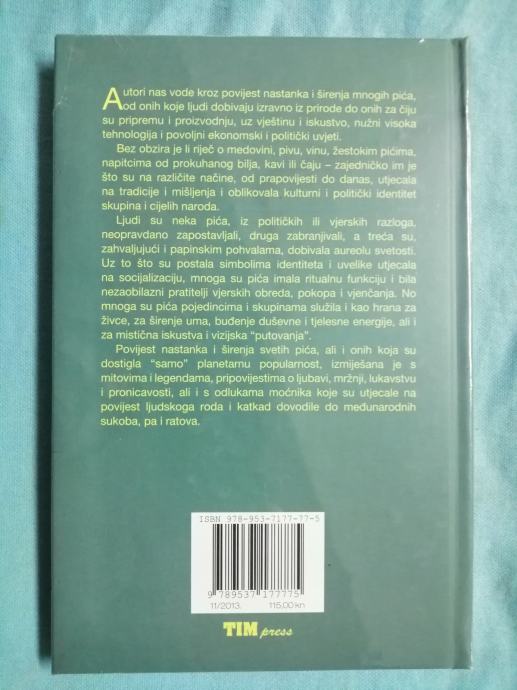 Autori nas vode kroz povijest nastanka i širenja mnogih pića,
od onih koje ljudi dobivaju izravno iz prirode do onih za čiju
su pripremu i proizvodnju, uz vještinu i iskustvo, nužni visoka
tehnologija i povoljni ekonomski i politički uvjeti.
Bez obzira je li riječ o medovini, pivu, vinu, žestokim pićima,
napitcima od prokuhanog bilja, kavi ili čaju – zajedničko im je
što su na različite načine, od prapovijesti do danas, utjecala
na tradicije i mišljenja i oblikovala kulturni i politički identitet
skupina i cijelih naroda.
Ljudi su neka pića, iz političkih ili vjerskih razloga,
neopravdano zapostavljali, druga zabranjivali, a treća su,
zahvaljujući i papinskim pohvalama, dobivala aureolu svetosti.
Uz to što su postala simbolima identiteta i uvelike utjecala
na socijalizaciju, mnoga su pića imala ritualnu funkciju i bila
nezaobilazni pratitelji vjerskih obreda, pokopa i vjenčanja. No
mnoga su pića pojedincima i skupinama služila i kao hrana za
živce, za širenje uma, buđenje duševne i tjelesne energije, ali i
za mistična iskustva i vizijska “putovanja”.
Povijest nastanka i širenja svetih pića, ali i onih koja su
dostigla “samo” planetarnu popularnost, izmiješana je s
mitovima i legendama, pripovijestima o ljubavi, mržnji, lukavstvu
i pronicavosti, ali i s odlukama moćnika koje su utjecale na
povijest ljudskoga roda i katkad dovodile do međunarodnih
sukoba, pa i ratova.
ISBN 978-953-7177-77-5
9 789537 177775
11/2013. 115,00 kn
TIM press